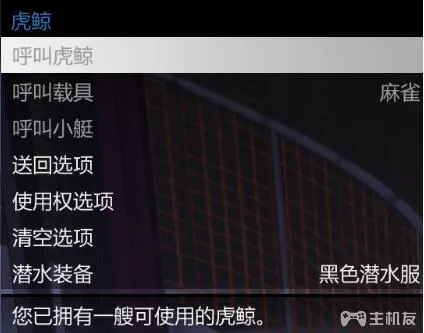 虎鲸
呼叫虎鲸
呼叫载具 麻雀
呼叫小艇
送回选项
使用权选项
清空选项
潜水装备 黑色潜水服
您已拥有一艘可使用的虎鲸。
主机友